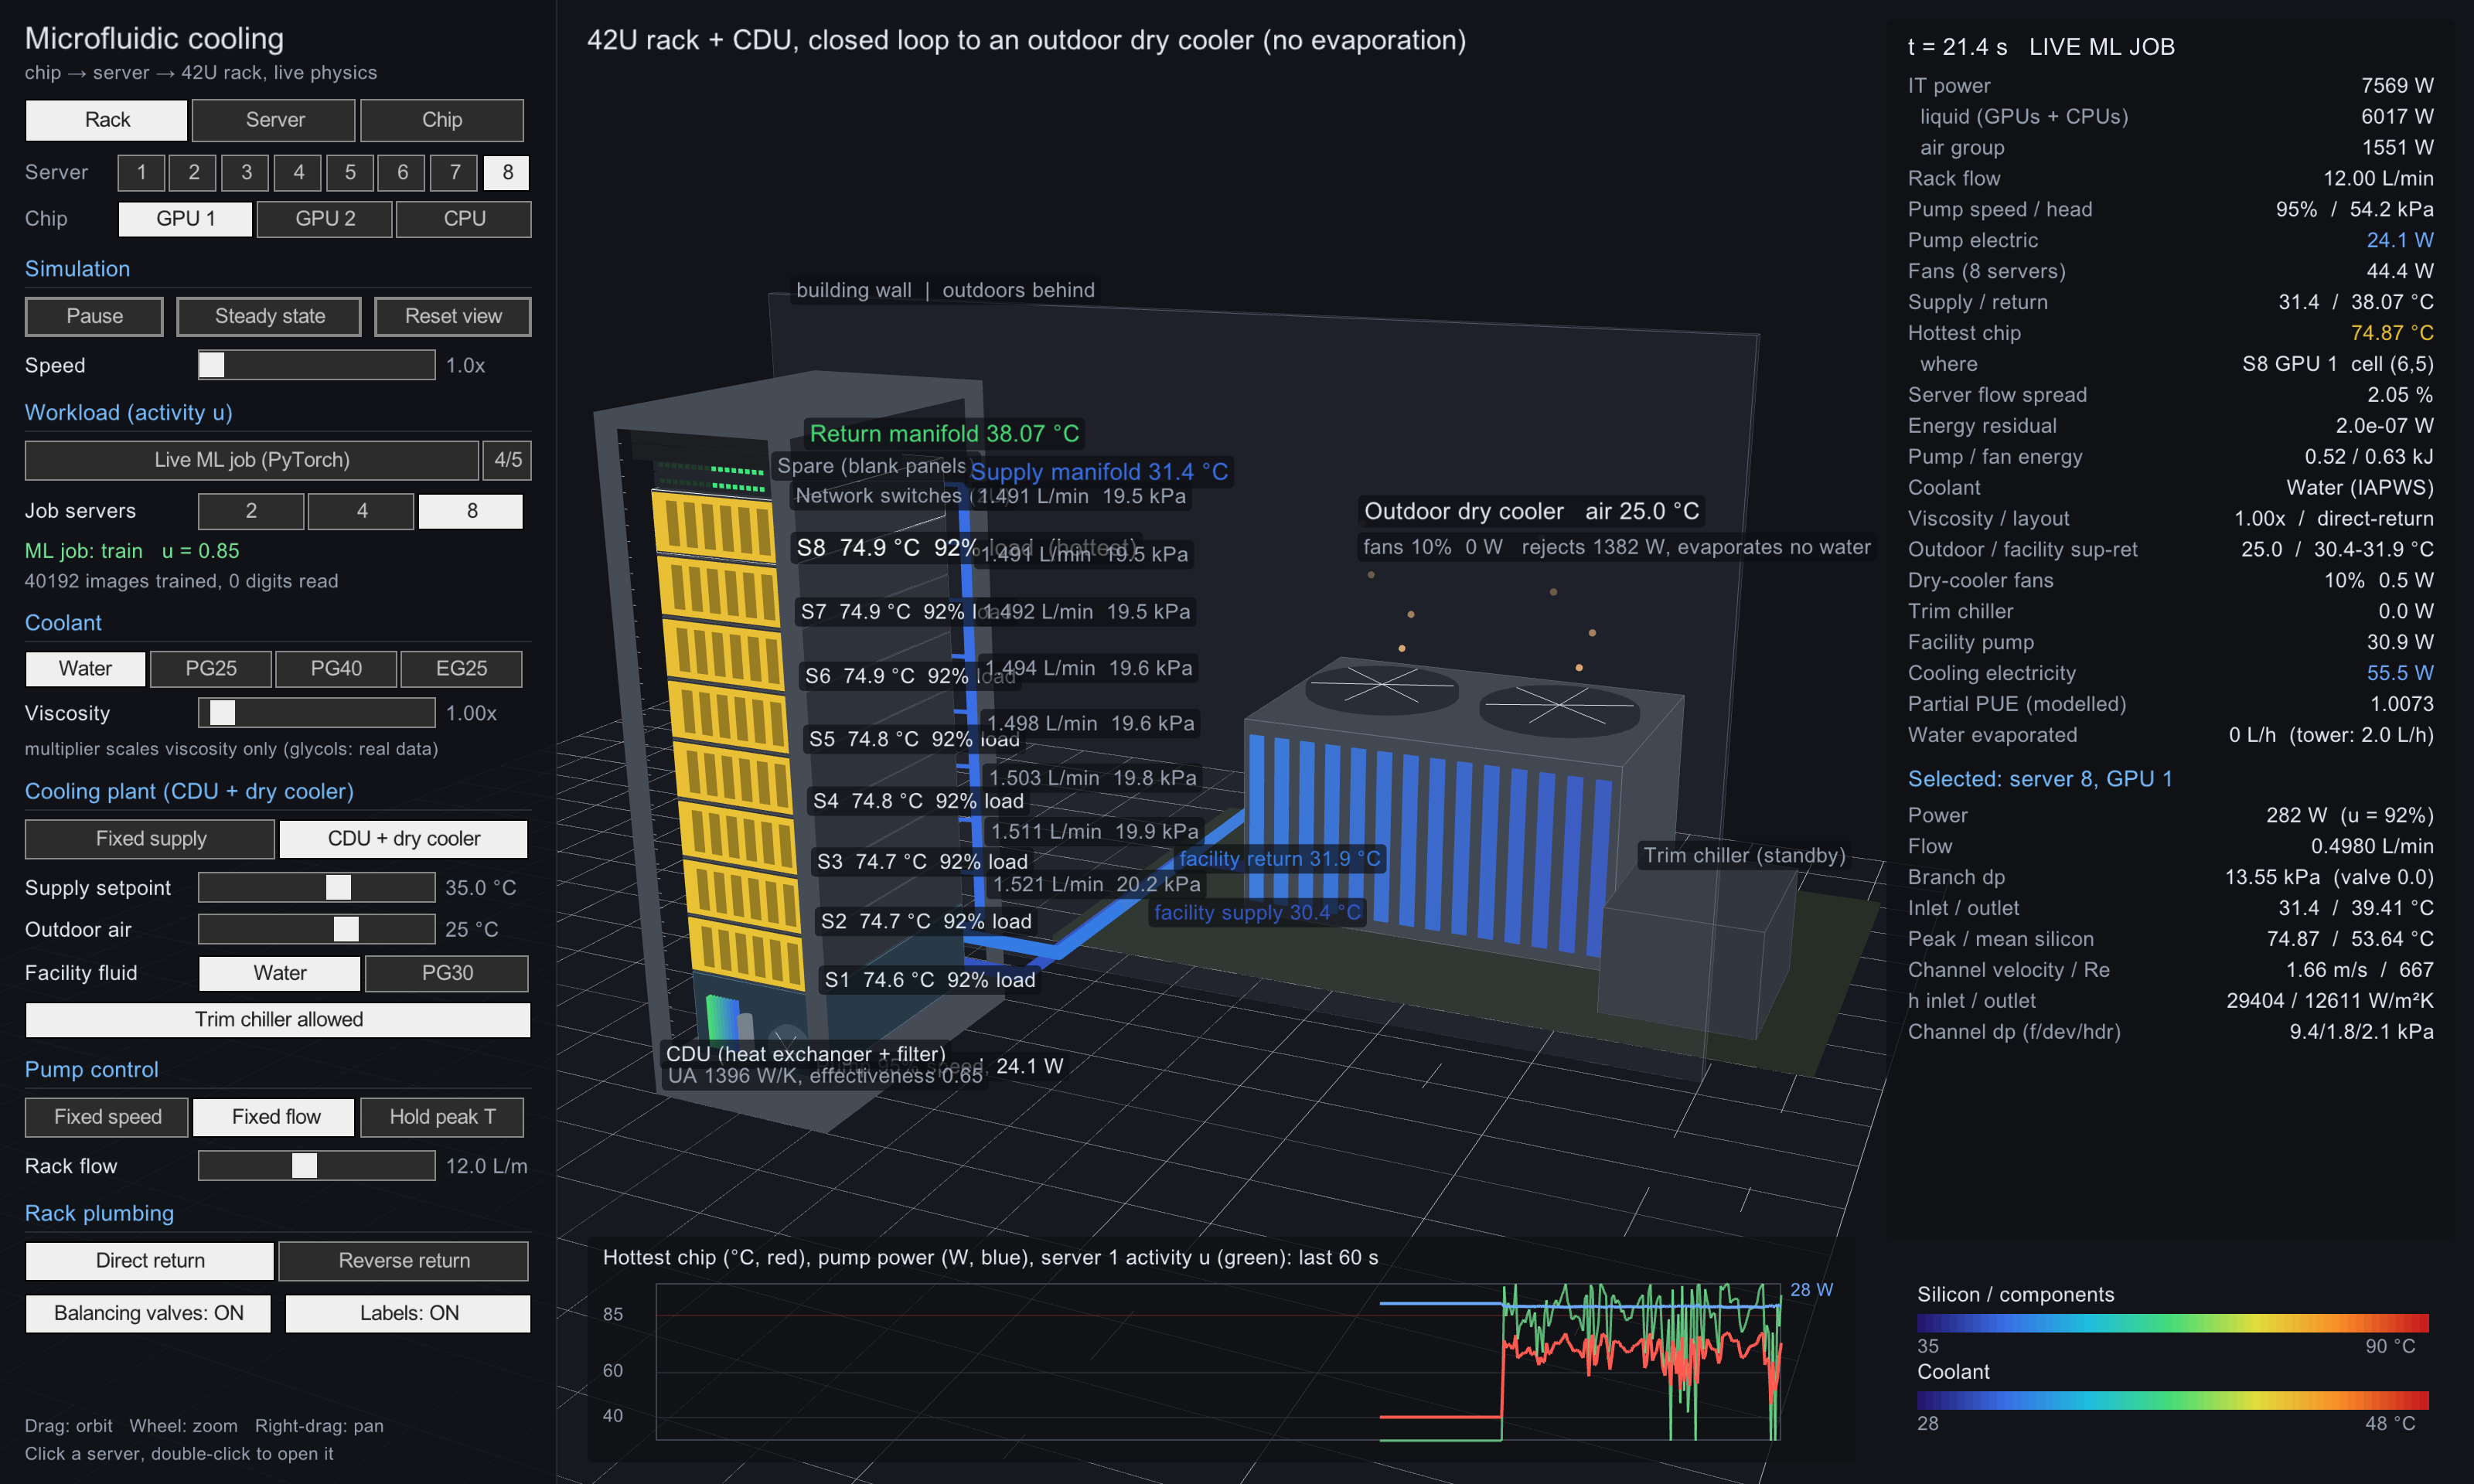 Microfluidic cooling
chip → server → 42U rack, live physics
Rack Server Chip
Server 1 2 3 4 5 6 7 8
Chip GPU 1 GPU 2 CPU
Simulation
Pause Steady state Reset view
Speed 1.0x
Workload (activity u)
Live ML job (PyTorch) 4/5
Job servers 2 4 8
ML job: train u = 0.85
40192 images trained, 0 digits read
Coolant
Water PG25 PG40 EG25
Viscosity 1.00x
multiplier scales viscosity only (glycols: real data)
Cooling plant (CDU + dry cooler)
Fixed supply CDU + dry cooler
Supply setpoint 35.0 °C
Outdoor air 25 °C
Facility fluid Water PG30
Trim chiller allowed
Pump control
Fixed speed Fixed flow Hold peak T
Rack flow 12.0 L/m
Rack plumbing
Direct return Reverse return
Balancing valves: ON Labels: ON
Drag: orbit Wheel: zoom Right-drag: pan
Click a server, double-click to open it
42U rack + CDU, closed loop to an outdoor dry cooler (no evaporation)
building wall | outdoors behind
Return manifold 38.07 °C
Spare (blank panels
Supply manifold 31.4 °C
Network switches
1.491 L/min 19.5 kPa
S8 74.9 °C 92% load (hottest)
1.491 L/min 19.5 kPa
S7 74.9 °C 92% load
1.492 L/min 19.5 kPa
S6 74.9 °C 92% load
1.494 L/min 19.6 kPa
S5 74.8 °C 92% load
1.498 L/min 19.6 kPa
S4 74.8 °C 92% load
1.503 L/min 19.8 kPa
S3 74.7 °C 92% load
1.511 L/min 19.9 kPa
S2 74.7 °C 92% load
1.521 L/min 20.2 kPa
S1 74.6 °C 92% load
facility return 31.9 °C
facility supply 30.4 °C
Outdoor dry cooler air 25.0 °C
fans 10% 0 W rejects 1382 W, evaporates no water
Trim chiller (standby)
CDU (heat exchanger + filter)
95% speed, 24.1 W
UA 1396 W/K, effectiveness 0.65
Hottest chip (°C, red), pump power (W, blue), server 1 activity u (green): last 60 s
28 W
85
60
40
t = 21.4 s LIVE ML JOB
IT power 7569 W
liquid (GPUs + CPUs) 6017 W
air group 1551 W
Rack flow 12.00 L/min
Pump speed / head 95% / 54.2 kPa
Pump electric 24.1 W
Fans (8 servers) 44.4 W
Supply / return 31.4 / 38.07 °C
Hottest chip 74.87 °C
where S8 GPU 1 cell (6,5)
Server flow spread 2.05 %
Energy residual 2.0e-07 W
Pump / fan energy 0.52 / 0.63 kJ
Coolant Water (IAPWS)
Viscosity / layout 1.00x / direct-return
Outdoor / facility sup-ret 25.0 / 30.4-31.9 °C
Dry-cooler fans 10% 0.5 W
Trim chiller 0.0 W
Facility pump 30.9 W
Cooling electricity 55.5 W
Partial PUE (modelled) 1.0073
Water evaporated 0 L/h (tower: 2.0 L/h)
Selected: server 8, GPU 1
Power 282 W (u = 92%)
Flow 0.4980 L/min
Branch dp 13.55 kPa (valve 0.0)
Inlet / outlet 31.4 / 39.41 °C
Peak / mean silicon 74.87 / 53.64 °C
Channel velocity / Re 1.66 m/s / 667
h inlet / outlet 29404 / 12611 W/m²K
Channel dp (f/dev/hdr) 9.4/1.8/2.1 kPa
Silicon / components
35 90 °C
Coolant
28 48 °C